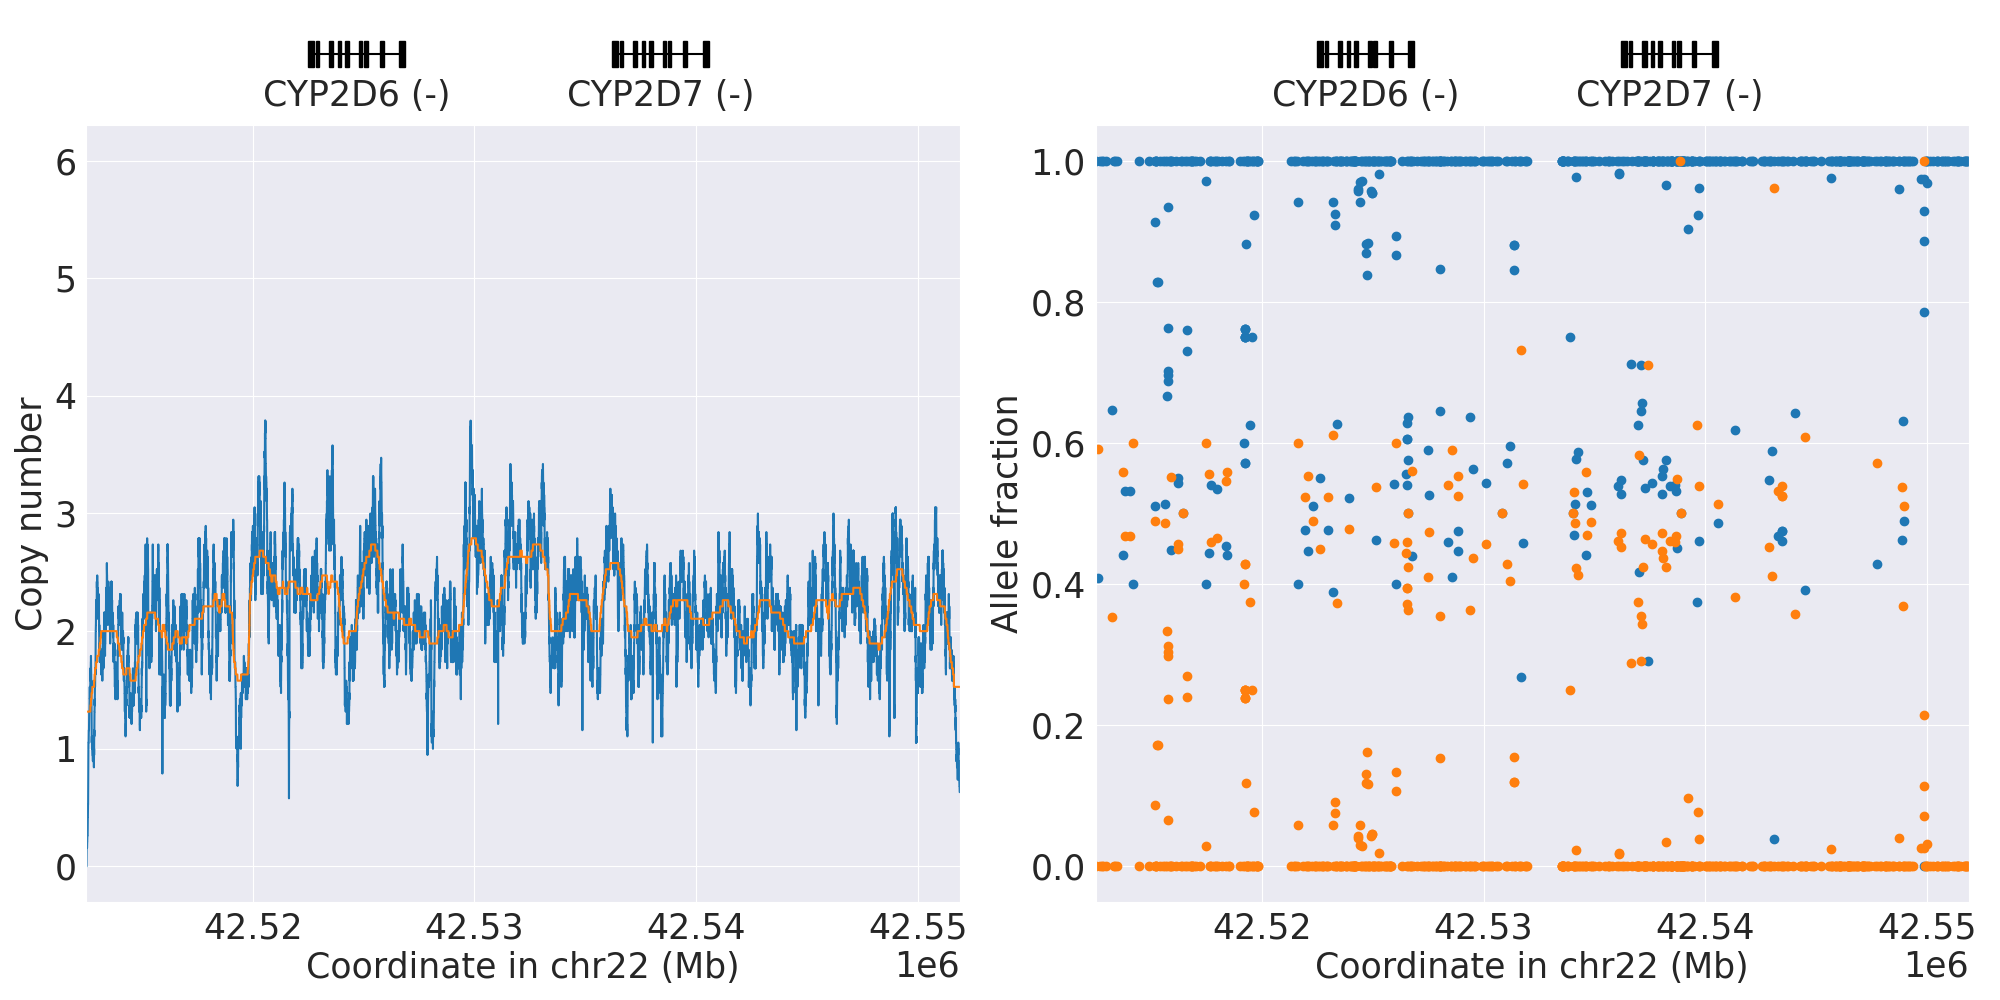 CYP2D6 (-) CYP2D7 (-)
6
5
4
3
2
1
0
Copy number
42.52 42.53 42.54 42.55
Coordinate in chr22 (Mb)
1e6
CYP2D6 (-) CYP2D7 (-)
1.0
0.8
0.6
0.4
0.2
0.0
Allele fraction
42.52 42.53 42.54 42.55
Coordinate in chr22 (Mb)
1e6